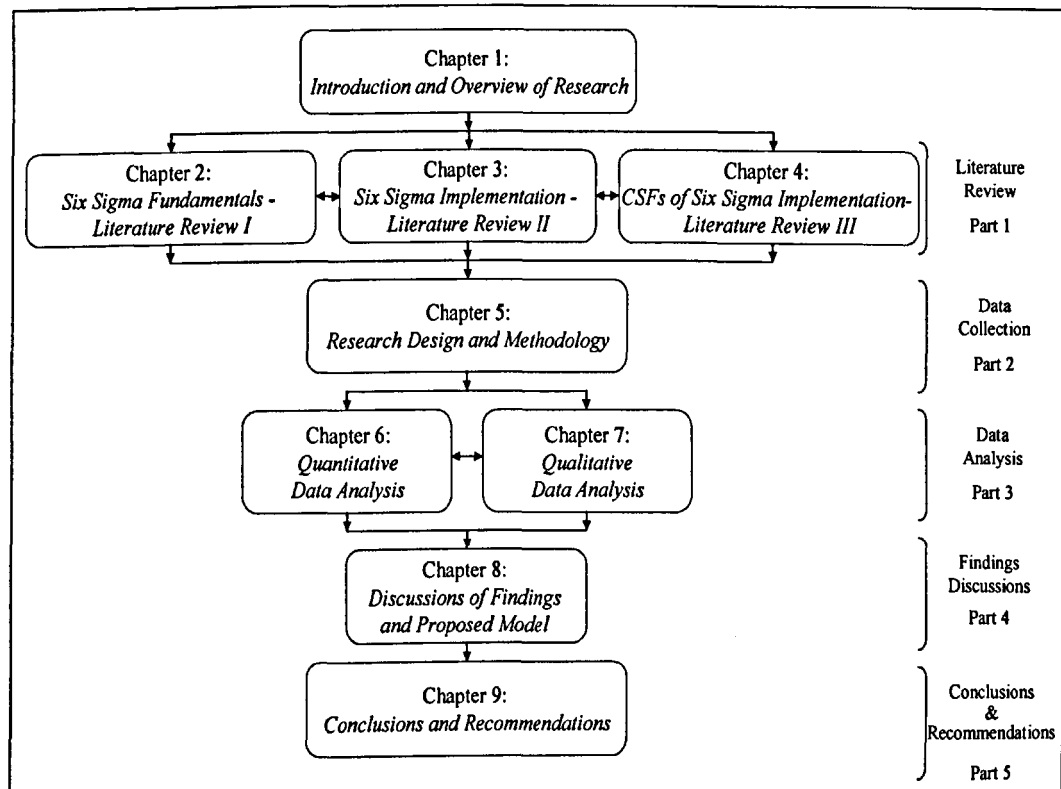 Chapter 1:
Introduction and Overview of Research
Chapter 2:
Six Sigma Fundamentals -
Literature Review I
Chapter 3:
Six Sigma Implementation -
Literature Review II
Chapter 4:
CSFs of Six Sigma Implementation-
Literature Review III
Literature
Review
Part 1
Chapter 5:
Research Design and Methodology
Data
Collection
Part 2
Chapter 6:
Quantitative
Data Analysis
Chapter 7:
Qualitative
Data Analysis
Data
Analysis
Part 3
Chapter 8:
Discussions of Findings
and Proposed Model
Findings
Discussions
Part 4
Chapter 9:
Conclusions and Recommendations
Conclusions
&
Recommendations
Part 5